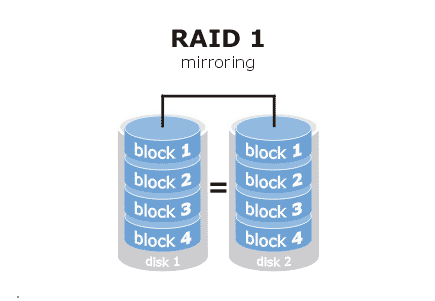 RAID 1
mirroring
block 1 block 1
block 2 block 2
=
block 3 block 3
block 4 block 4
disk 1 disk 2